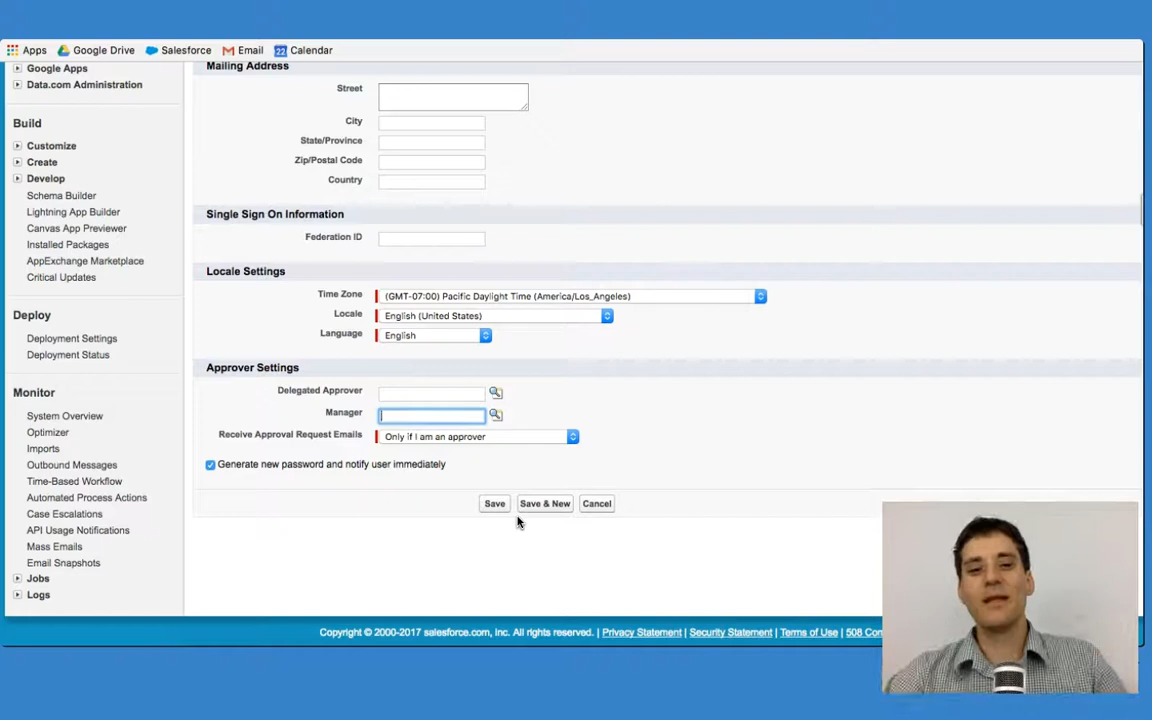 Apps Google Drive Salesforce Email 22 Calendar
Google Apps
Data.com Administration
Build
Customize
Create
Develop
Schema Builder
Lightning App Builder
Canvas App Previewer
Installed Packages
AppExchange Marketplace
Critical Updates
Deploy
Deployment Settings
Deployment Status
Monitor
System Overview
Optimizer
Imports
Outbound Messages
Time-Based Workflow
Automated Process Actions
Case Escalations
API Usage Notifications
Mass Emails
Email Snapshots
Jobs
Logs
Mailing Address
Street
City
State/Province
Zip/Postal Code
Country
Single Sign On Information
Federation ID
Locale Settings
Time Zone (GMT-07:00) Pacific Daylight Time (America/Los_Angeles)
Locale English (United States)
Language English
Approver Settings
Delegated Approver
Manager
Receive Approval Request Emails Only if I am an approver
Generate new password and notify user immediately
Save Save & New Cancel
Copyright © 2000-2017 salesforce.com, inc. All rights reserved. | Privacy Statement | Security Statement | Terms of Use | 508 Com